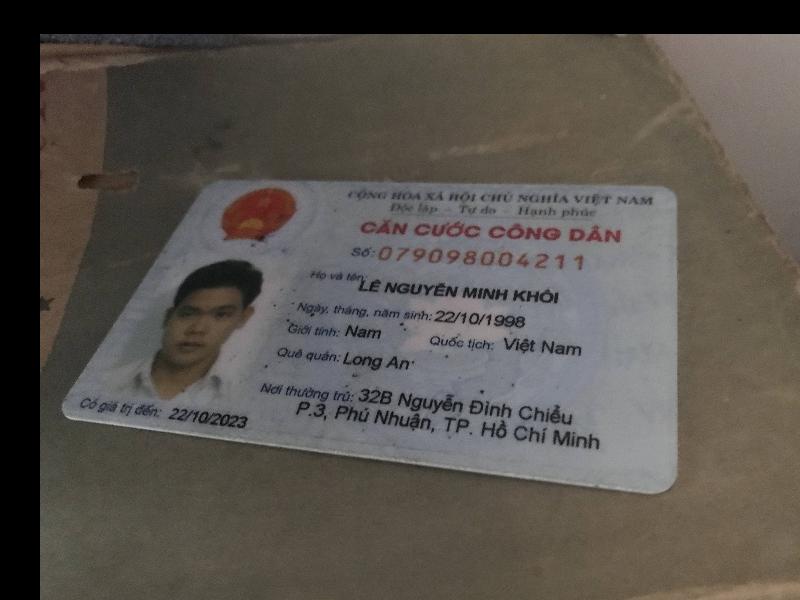 CỘNG HÒA XÃ HỘI CHỦ NGHĨA VIỆT NAM
Độc lập - Tự do - Hạnh phúc
CĂN CƯỚC CÔNG DÂN
Số: 079098004211
Họ và tên: LÊ NGUYỄN MINH KHÔI
Ngày, tháng, năm sinh: 22/10/1998
Giới tính: Nam Quốc tịch: Việt Nam
Quê quán: Long An
Nơi thường trú: 32B Nguyễn Đình Chiểu
P.3, Phú Nhuận, TP. Hồ Chí Minh
Có giá trị đến: 22/10/2023